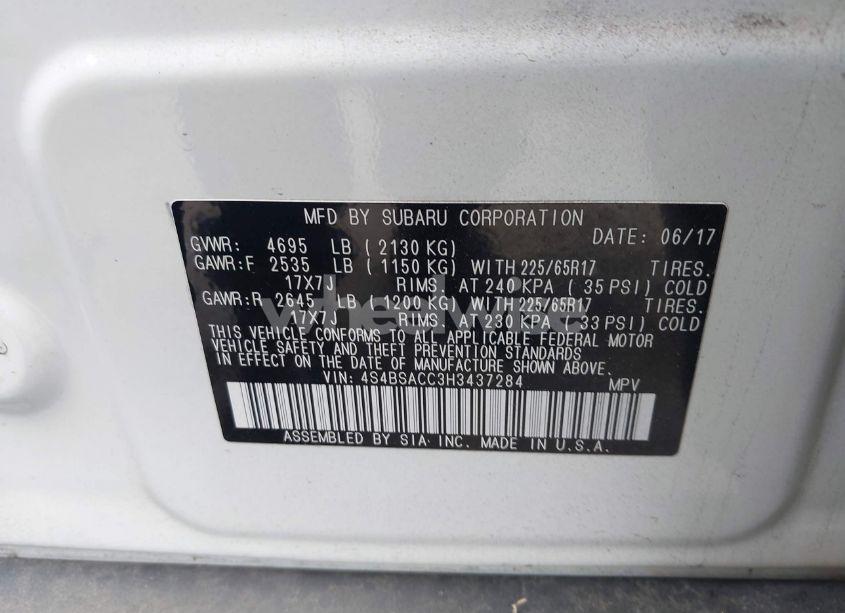 MFD BY SUBARU CORPORATION
DATE: 06/17
GVWR: 4695 LB (2130 KG)
GAWR:F 2535 LB (1150 KG) WITH 225/65R17 TIRES.
17X7J RIMS AT 240 KPA (35 PSI) COLD
GAWR:R 2645 LB (1200 KG) WITH 225/65R17 TIRES.
17X7J RIMS AT 230 KPA (33 PSI) COLD
THIS VEHICLE CONFORMS TO ALL APPLICABLE FEDERAL MOTOR
VEHICLE SAFETY AND THEFT PREVENTION STANDARDS
IN EFFECT ON THE DATE OF MANUFACTURE SHOWN ABOVE.
VIN: 4S4BSACC3H3437284 MPV
ASSEMBLED BY SIA INC. MADE IN U.S.A.